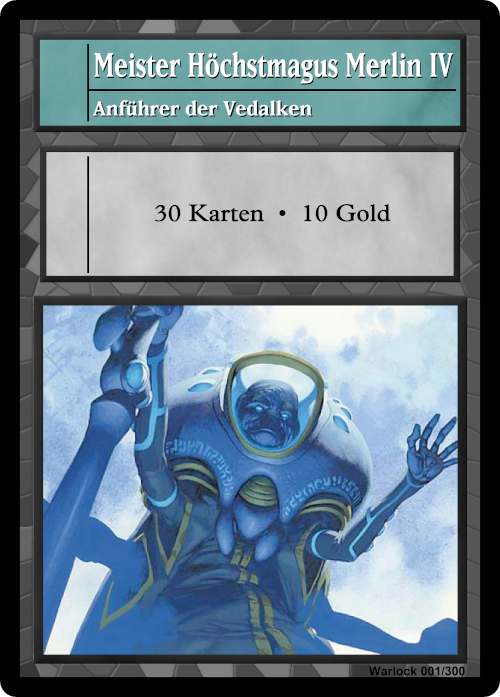 Meister Höchstmagus Merlin IV
Anführer der Vedalken
30 Karten • 10 Gold
Warlock 001/300